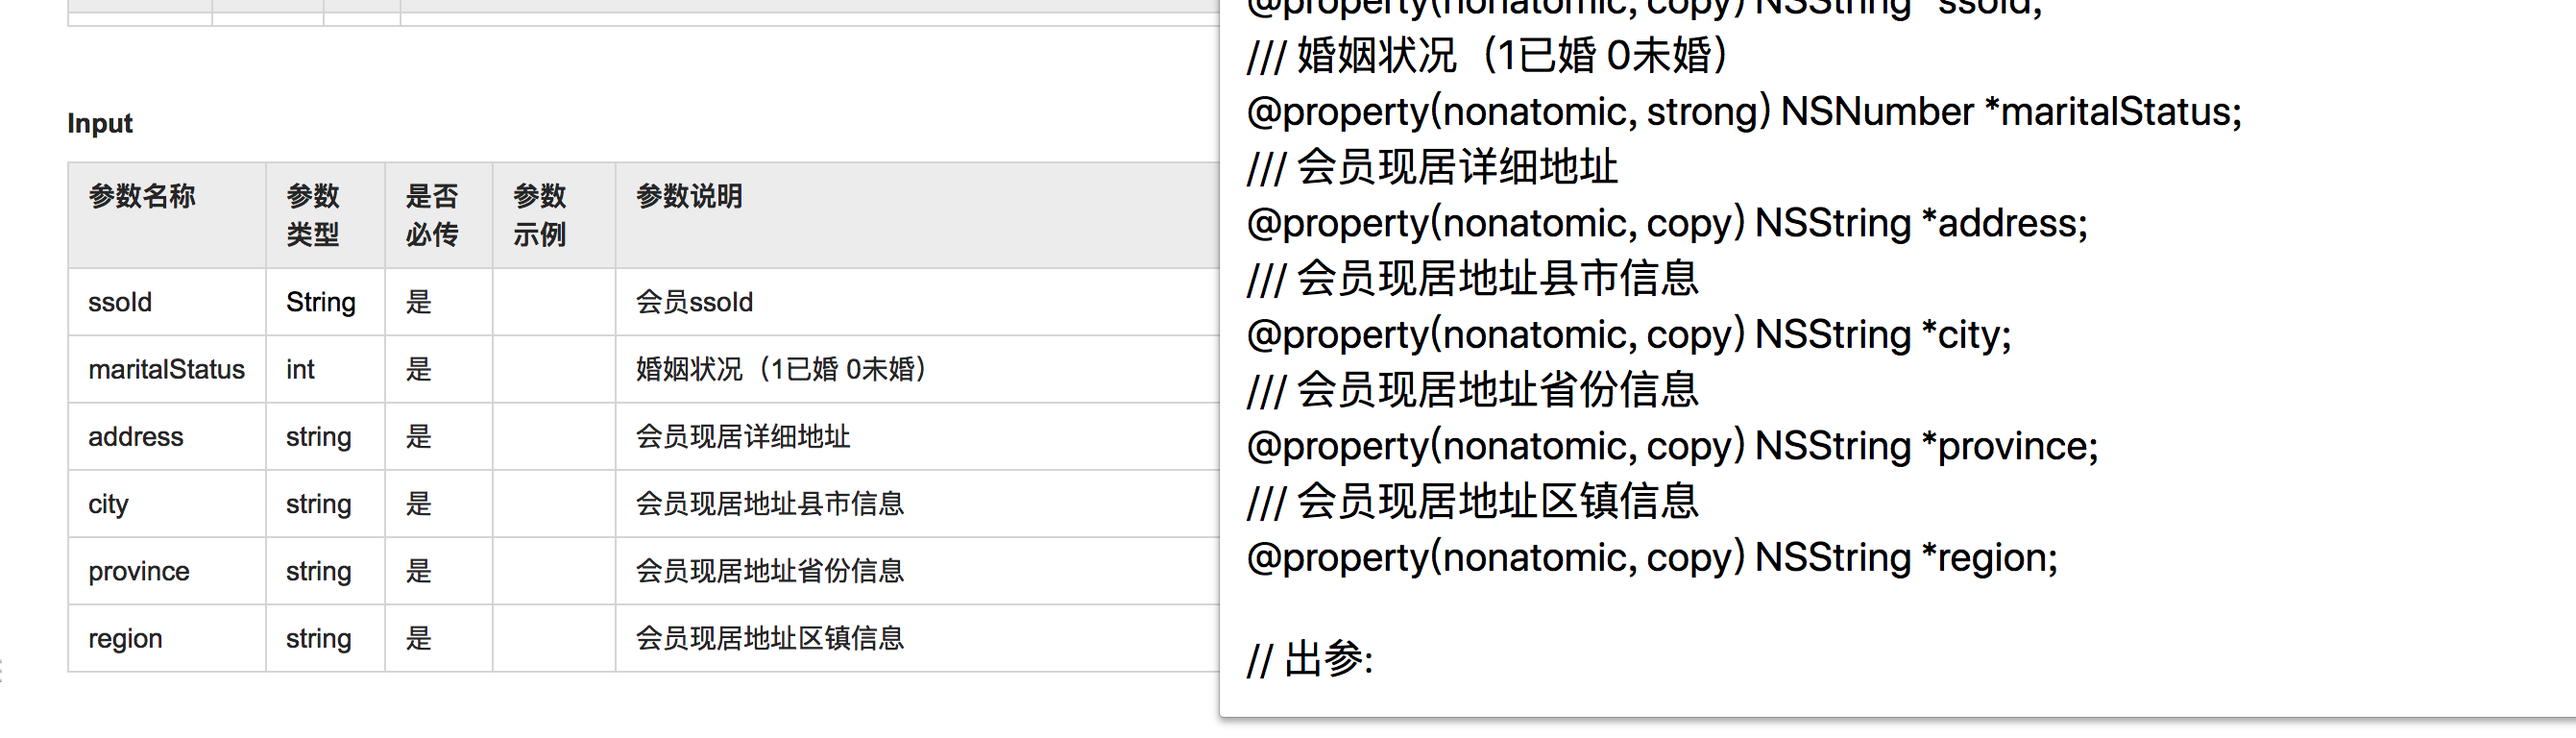 Input
参数名称 参数类型 是否必传 参数示例 参数说明
ssoId String 是 会员ssoId
maritalStatus int 是 婚姻状况（1已婚 0未婚）
address string 是 会员现居详细地址
city string 是 会员现居地址县市信息
province string 是 会员现居地址省份信息
region string 是 会员现居地址区镇信息
@property(nonatomic, copy) NSString *ssoId;
/// 婚姻状况（1已婚 0未婚）
@property(nonatomic, strong) NSNumber *maritalStatus;
/// 会员现居详细地址
@property(nonatomic, copy) NSString *address;
/// 会员现居地址县市信息
@property(nonatomic, copy) NSString *city;
/// 会员现居地址省份信息
@property(nonatomic, copy) NSString *province;
/// 会员现居地址区镇信息
@property(nonatomic, copy) NSString *region;
// 出参: